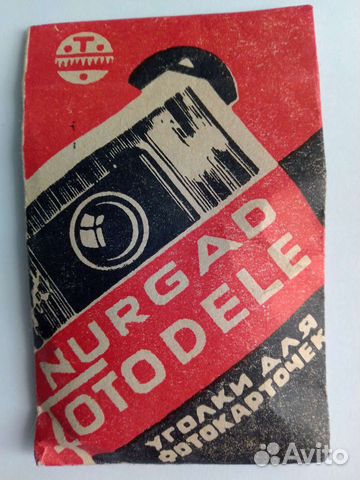 T
NURGAD
FOTODELE
УГОЛКИ ДЛЯ
ФОТОКАРТОЧЕК
Avito